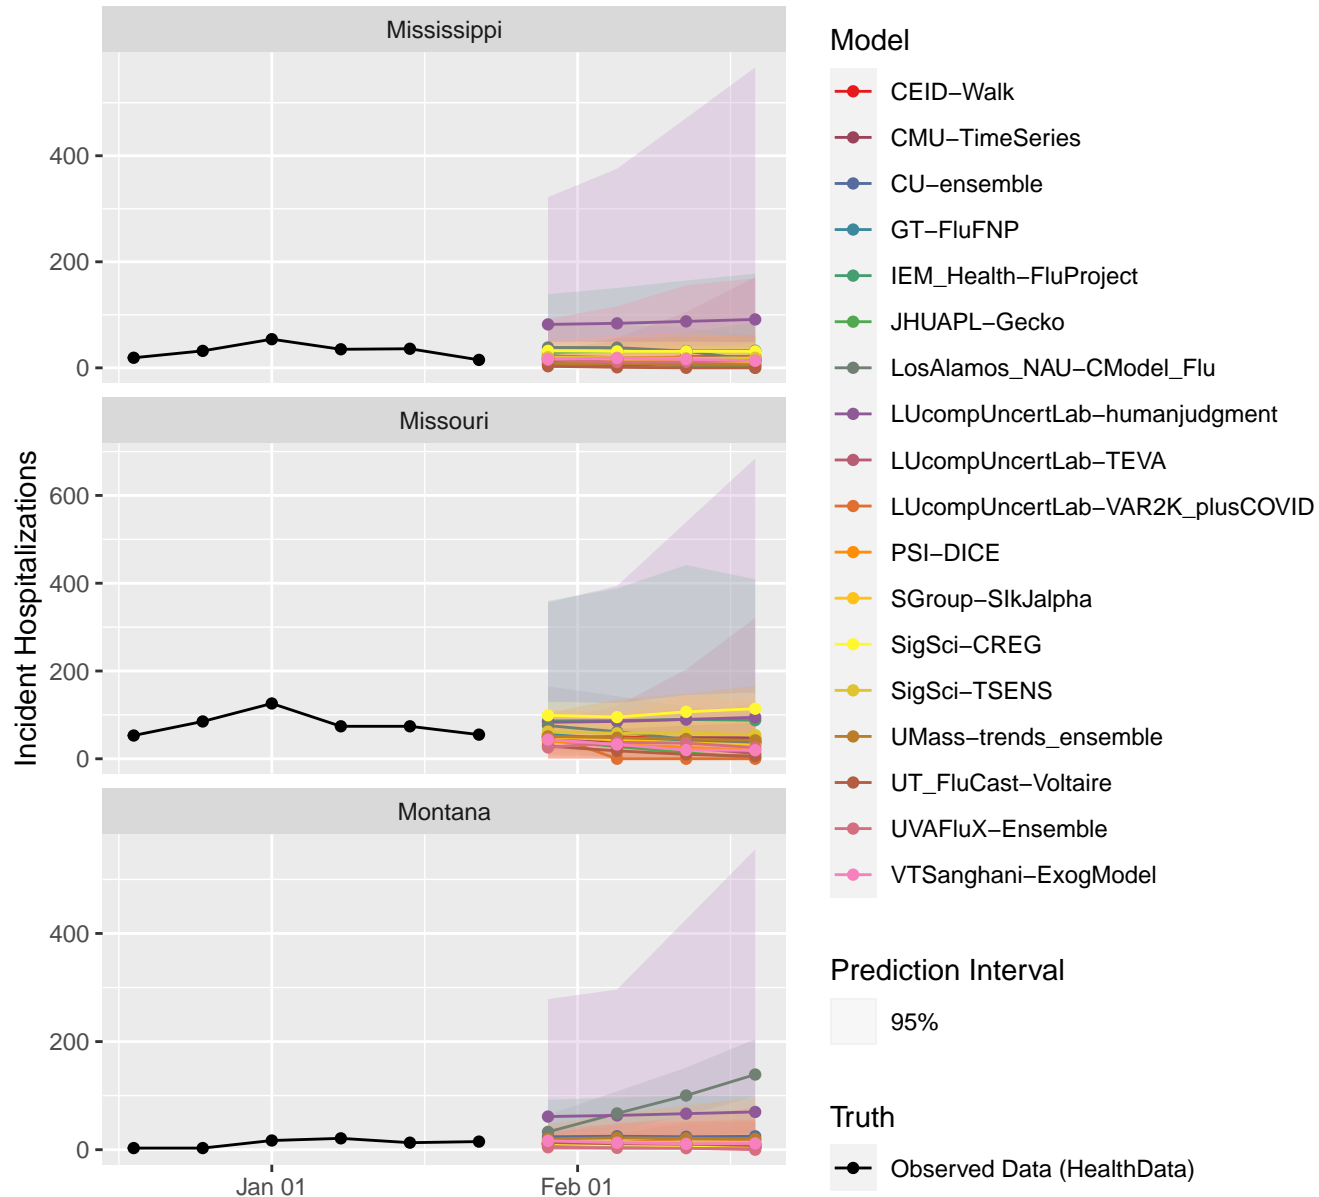 Mississippi
400
200
0
Missouri
600
400
200
0
Montana
400
200
0
Jan 01
Feb 01
Incident Hospitalizations
Model
CEID−Walk
CMU−TimeSeries
CU−ensemble
GT−FluFNP
IEM_Health−FluProject
JHUAPL−Gecko
LosAlamos_NAU−CModel_Flu
LUcompUncertLab−humanjudgment
LUcompUncertLab−TEVA
LUcompUncertLab−VAR2K_plusCOVID
PSI−DICE
SGroup−SIkJalpha
SigSci−CREG
SigSci−TSENS
UMass−trends_ensemble
UT_FluCast−Voltaire
UVAFluX−Ensemble
VTSanghani−ExogModel
Prediction Interval
95%
Truth
Observed Data (HealthData)